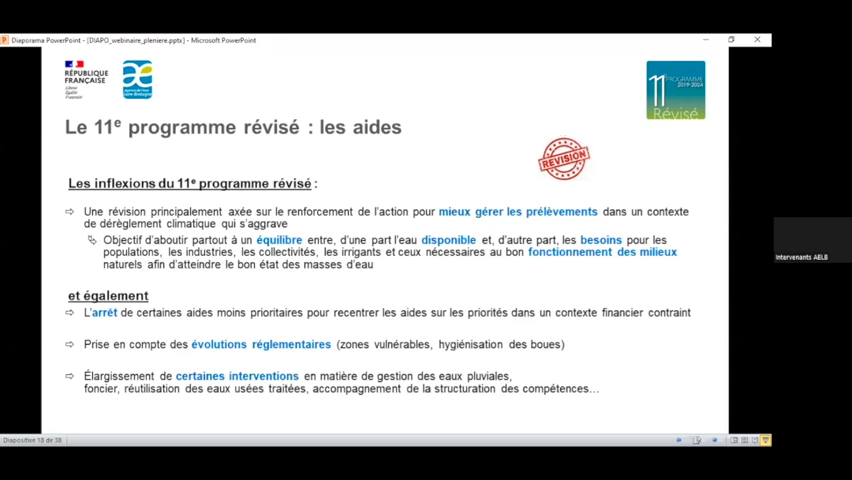 Diaporama PowerPoint - [DIAPO_webinaire_pleniere.pptx] - Microsoft PowerPoint
RÉPUBLIQUE
FRANÇAISE
Liberté
Égalité
Fraternité
11
PROGRAMME
2019-2024
Révisé
Le 11e programme révisé : les aides
REVISION
Les inflexions du 11e programme révisé :
⇨ Une révision principalement axée sur le renforcement de l'action pour mieux gérer les prélèvements dans un contexte
de dérèglement climatique qui s'aggrave
Objectif d'aboutir partout à un équilibre entre, d'une part l'eau disponible et, d'autre part, les besoins pour les
populations, les industries, les collectivités, les irrigants et ceux nécessaires au bon fonctionnement des milieux
naturels afin d'atteindre le bon état des masses d'eau
et également
⇨ L'arrêt de certaines aides moins prioritaires pour recentrer les aides sur les priorités dans un contexte financier contraint
⇨ Prise en compte des évolutions réglementaires (zones vulnérables, hygiénisation des boues)
⇨ Élargissement de certaines interventions en matière de gestion des eaux pluviales,
foncier, réutilisation des eaux usées traitées, accompagnement de la structuration des compétences…
Intervenants AELB
Diapositive 18 de 38